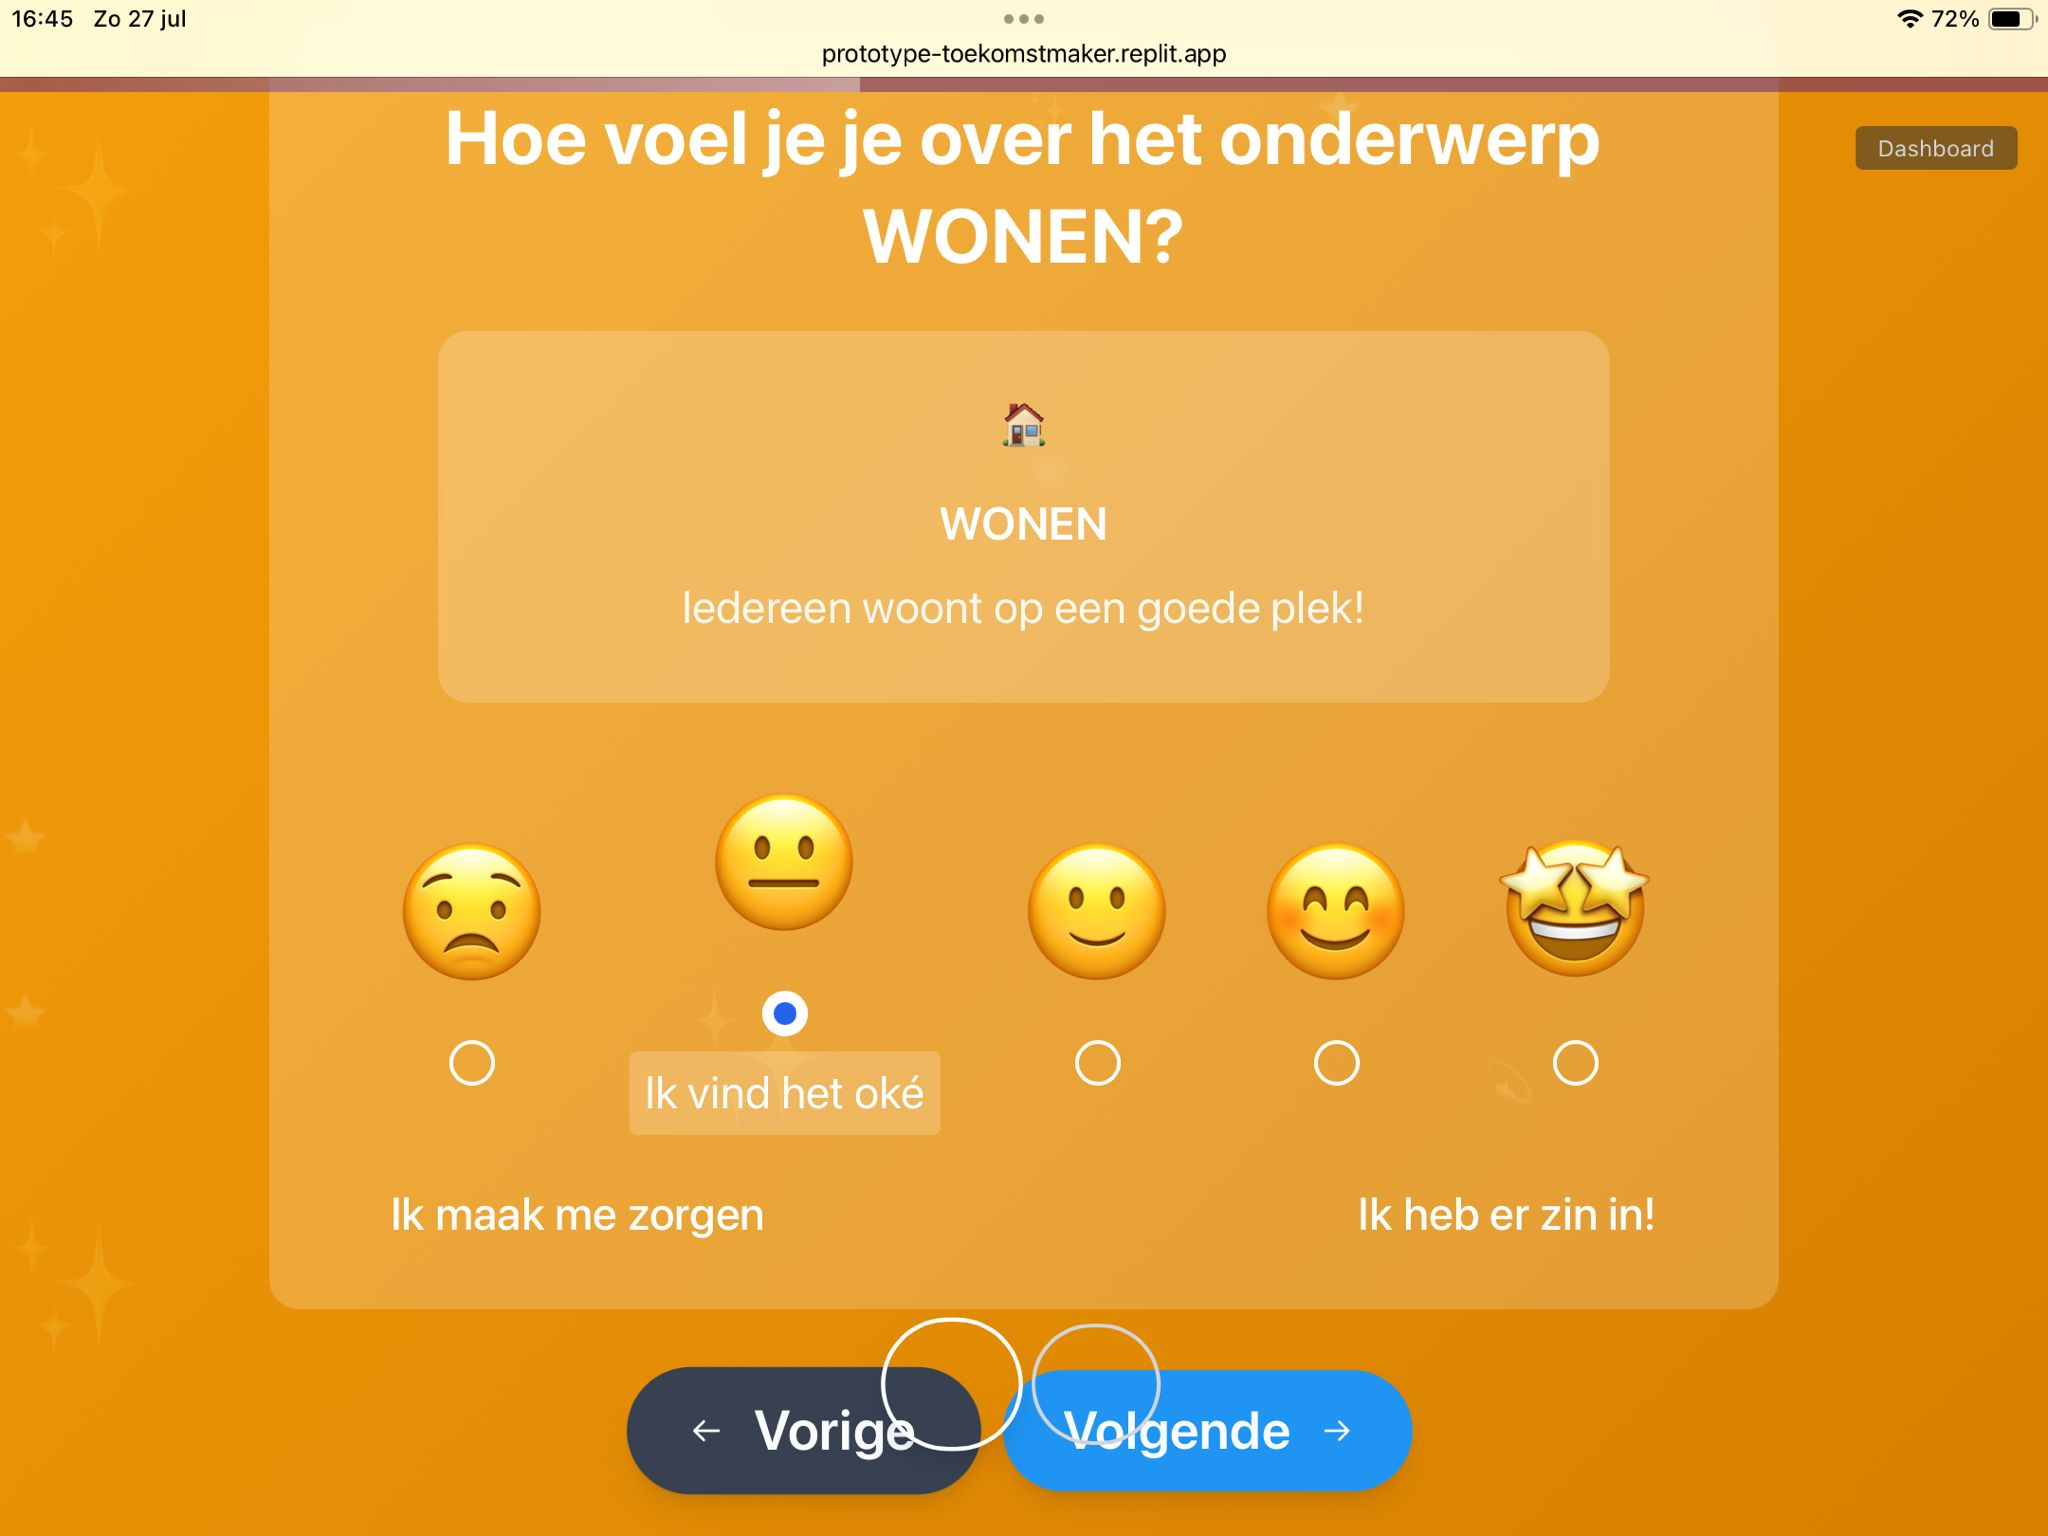 16:45 Zo 27 jul
72%
prototype-toekomstmaker.replit.app
Hoe voel je je over het onderwerp
WONEN?
Dashboard
WONEN
Iedereen woont op een goede plek!
Ik vind het oké
Ik maak me zorgen
Ik heb er zin in!
← Vorige
Volgende →